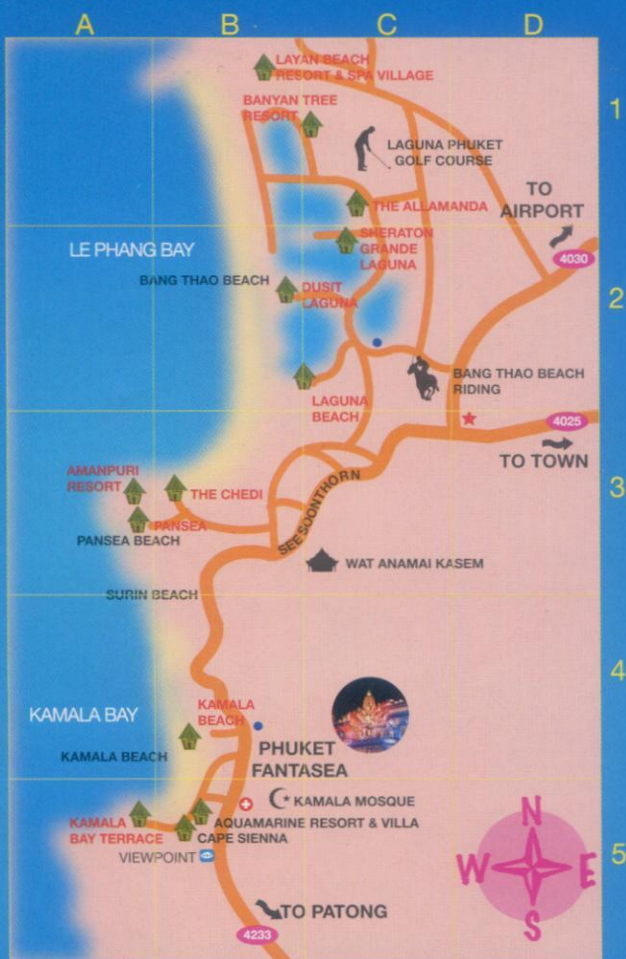 A B C D
LAYAN BEACH
RESORT & SPA VILLAGE
BANYAN TREE
RESORT
1
LAGUNA PHUKET
GOLF COURSE
TO
AIRPORT
THE ALLAMANDA
SHERATON
GRANDE
LAGUNA
LE PHANG BAY
4030
BANG THAO BEACH
DUSIT
LAGUNA
2
BANG THAO BEACH
RIDING
LAGUNA
BEACH
4025
TO TOWN
AMANPURI
RESORT
THE CHEDI
3
PANSEA
PANSEA BEACH
SEE SOONTHORN
WAT ANAMAI KASEM
SURIN BEACH
4
KAMALA BAY
KAMALA
BEACH
KAMALA BEACH
PHUKET
FANTASEA
KAMALA MOSQUE
KAMALA
BAY TERRACE
AQUAMARINE RESORT & VILLA
CAPE SIENNA
VIEWPOINT
5
N
W E
S
TO PATONG
4233